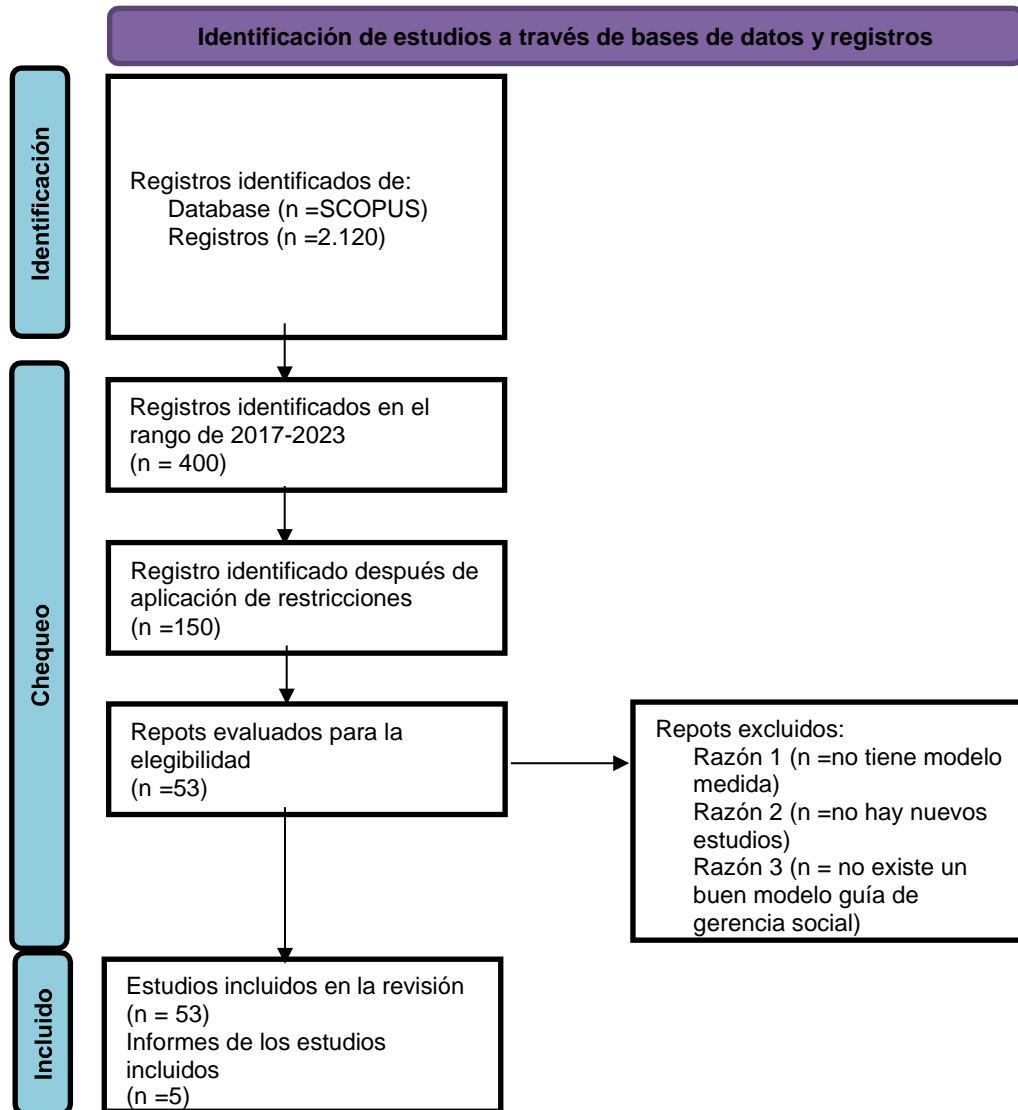 Identificación de estudios a través de bases de datos y registros
Identificación
Registros identificados de:
Database (n =SCOPUS)
Registros (n =2.120)
Chequeo
Registros identificados en el
rango de 2017-2023
(n = 400)
Registro identificado después de
aplicación de restricciones
(n =150)
Repots evaluados para la
elegibilidad
(n =53)
Repots excluidos:
Razón 1 (n =no tiene modelo
medida)
Razón 2 (n =no hay nuevos
estudios)
Razón 3 (n = no existe un
buen modelo guía de
gerencia social)
Incluido
Estudios incluidos en la revisión
(n = 53)
Informes de los estudios
incluidos
(n =5)